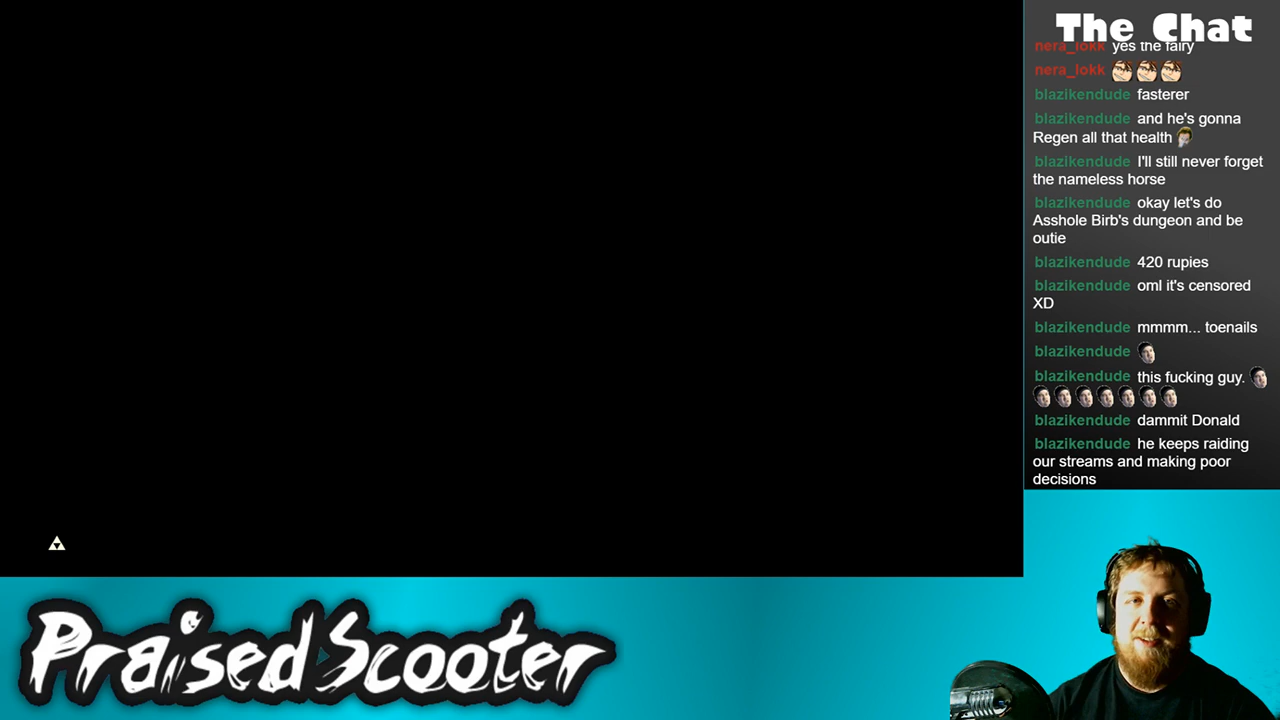 The Chat
nera_lokk yes the fairy
nera_lokk
blazikendude fasterer
blazikendude and he's gonna
Regen all that health
blazikendude I'll still never forget
the nameless horse
blazikendude okay let's do
Asshole Birb's dungeon and be
outie
blazikendude 420 rupies
blazikendude oml it's censored
XD
blazikendude mmmm... toenails
blazikendude
blazikendude this fucking guy.
blazikendude dammit Donald
blazikendude he keeps raiding
our streams and making poor
decisions
PraisedScooter